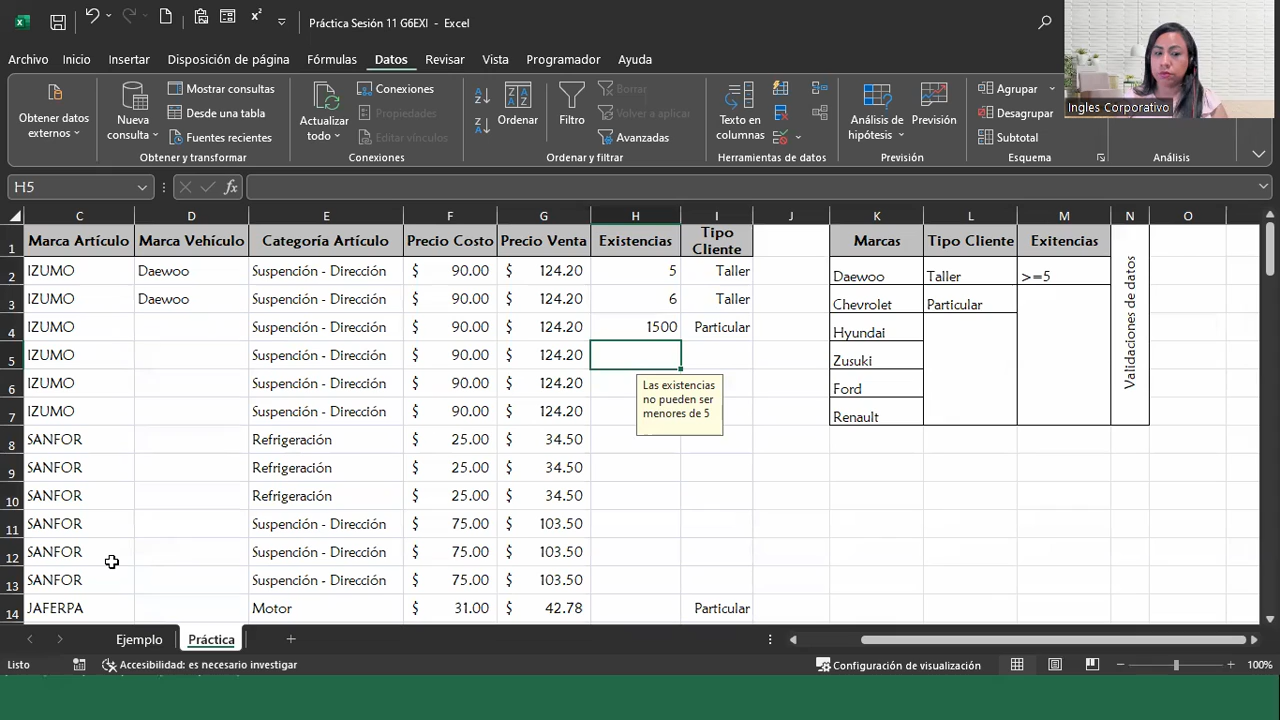 Práctica Sesión 11 G6EXI - Excel
Archivo Inicio Insertar Disposición de página Fórmulas Datos Ayuda
Ingles Corporativo
Obtener datos externos
Nueva consulta
Mostrar consultas
Desde una tabla
Fuentes recientes
Obtener y transformar
Actualizar todo
Conexiones
Propiedades
Editar vínculos
Conexiones
Ordenar
Filtro
Borrar
Volver a aplicar
Avanzadas
Ordenar y filtrar
Texto en columnas
Herramientas de datos
Análisis de hipótesis
Previsión
Previsión
Agrupar
Desagrupar
Subtotal
Esquema
Análisis
H5 fx
C D E F G H I J K L M N O
1 Marca Artículo Marca Vehículo Categoría Artículo Precio Costo Precio Venta Existencias Tipo Cliente Marcas Tipo Cliente Exitencias
2 IZUMO Daewoo Suspención - Dirección $ 90.00 $ 124.20 5 Taller Daewoo Taller >=5
3 IZUMO Daewoo Suspención - Dirección $ 90.00 $ 124.20 6 Taller Chevrolet Particular
4 IZUMO Suspención - Dirección $ 90.00 $ 124.20 1500 Particular Hyundai
5 IZUMO Suspención - Dirección $ 90.00 $ 124.20 Zusuki
6 IZUMO Suspención - Dirección $ 90.00 $ 124.20 Ford
7 IZUMO Suspención - Dirección $ 90.00 $ 124.20 Renault
Validaciones de datos
Las existencias
no pueden ser
menores de 5
8 SANFOR Refrigeración $ 25.00 $ 34.50
9 SANFOR Refrigeración $ 25.00 $ 34.50
10 SANFOR Refrigeración $ 25.00 $ 34.50
11 SANFOR Suspención - Dirección $ 75.00 $ 103.50
12 SANFOR Suspención - Dirección $ 75.00 $ 103.50
13 SANFOR Suspención - Dirección $ 75.00 $ 103.50
14 JAFERPA Motor $ 31.00 $ 42.78 Particular
Ejemplo Práctica
Listo Accesibilidad: es necesario investigar Configuración de visualización 100%